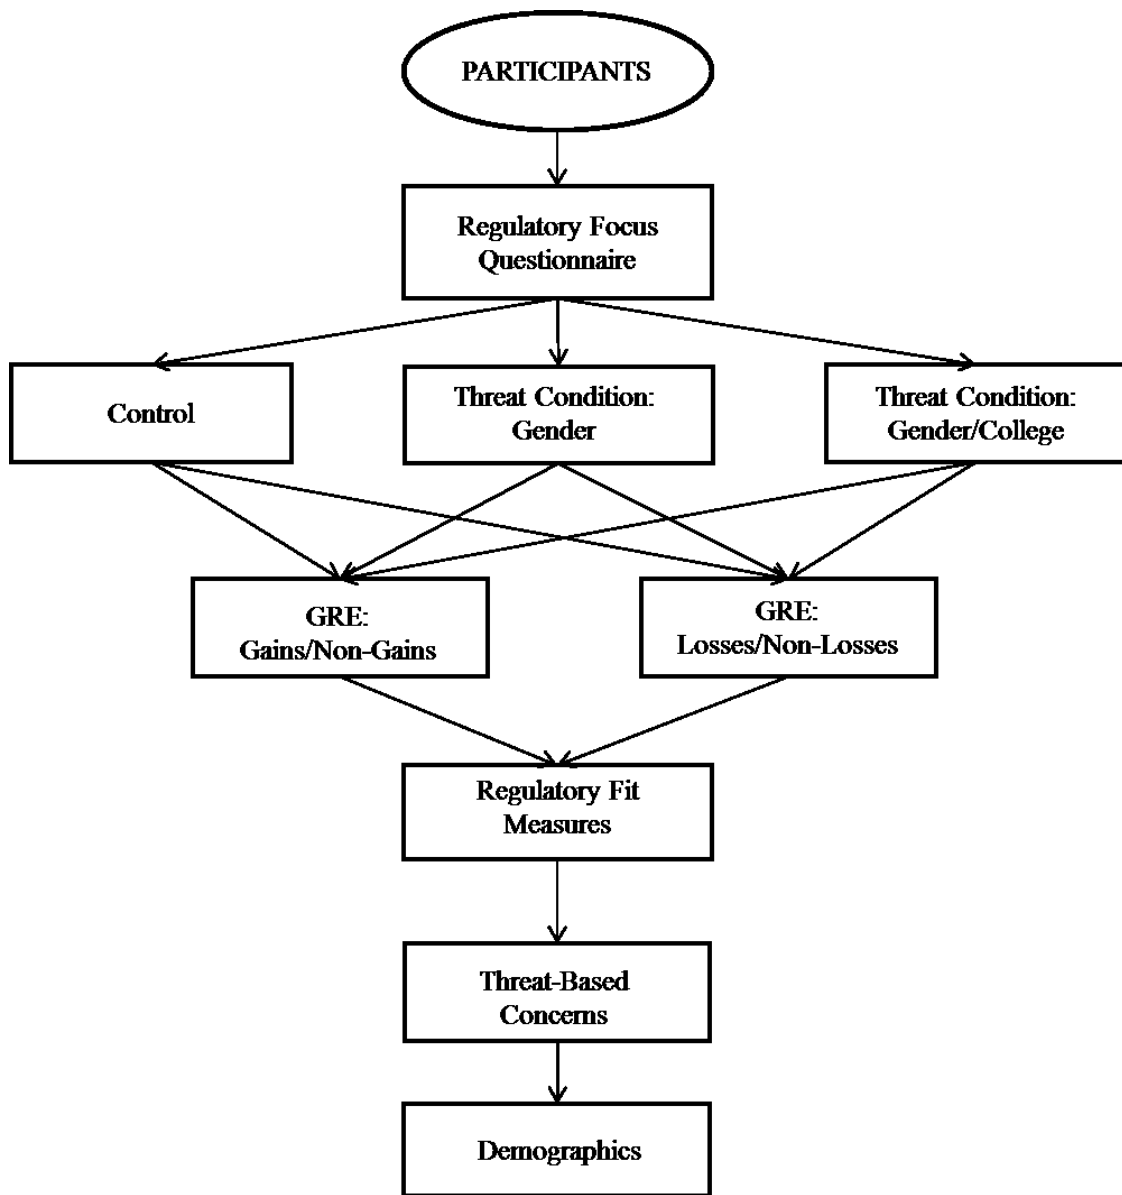 PARTICIPANTS
Regulatory Focus
Questionnaire
Control
Threat Condition:
Gender
Threat Condition:
Gender/College
GRE:
Gains/Non-Gains
GRE:
Losses/Non-Losses
Regulatory Fit
Measures
Threat-Based
Concerns
Demographics